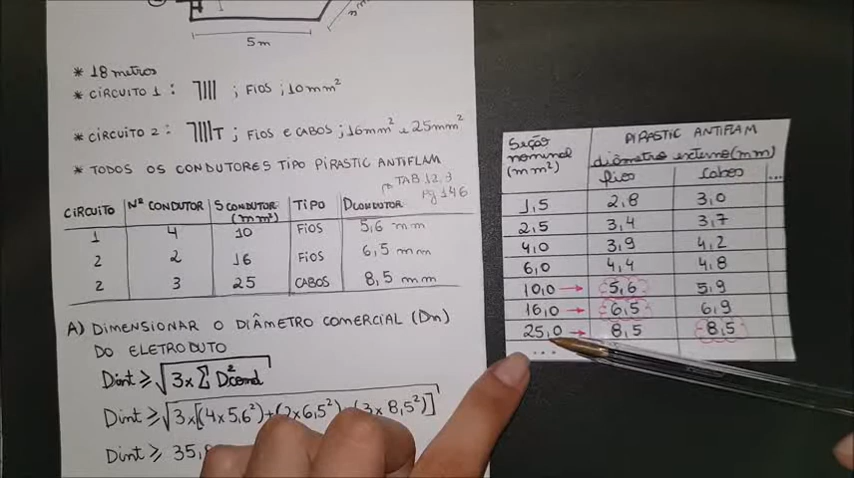 5m
* 18 metros
* CIRCUITO 1 : ; FIOS ; 10mm²
* CIRCUITO 2 : T ; FIOS E CABOS ; 16mm² e 25mm²
* TODOS OS CONDUTORES TIPO PIRASTIC ANTIFLAM
TAB 12.3
Pg 146
CIRCUITO Nº CONDUTOR S CONDUTOR (mm²) TIPO DCONDUTOR
1 4 10 FIOS 5,6 mm
2 2 16 FIOS 6,5 mm
2 3 25 CABOS 8,5 mm
A) DIMENSIONAR O DIÂMETRO COMERCIAL (Dn)
DO ELETRODUTO
Dint ≥ √3x∑D²cond
Dint ≥ √3x[(4x5,6²)+(2x6,5²)+(3x8,5²)]
Dint ≥ 35,
Seção nominal (mm²)
PIRASTIC ANTIFLAM
diâmetro externo (mm)
fios cabos ...
1,5 2,8 3,0
2,5 3,4 3,7
4,0 3,9 4,2
6,0 4,4 4,8
10,0 → 5,6 5,9
16,0 → 6,5 6,9
25,0 → 8,5 8,5
...